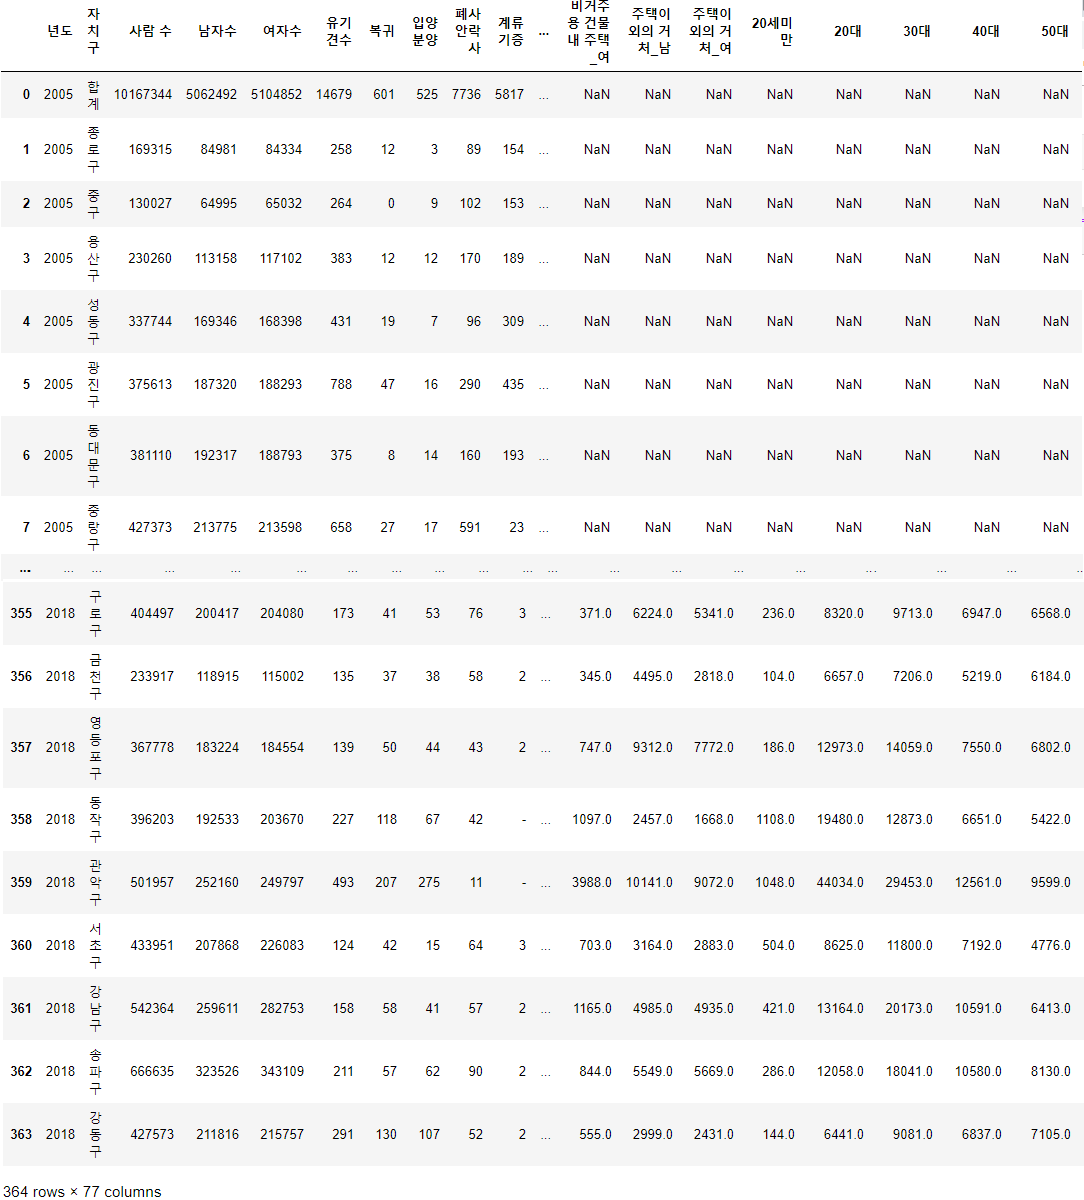 년도 자치구 사람 수 남자수 여자수 유기견수 복귀 입양분양 폐사안락사 계류기증 ... 비거주용 건물내 주택_여 주택이외의 거처_남 주택이외의 거처_여 20세미만 20대 30대 40대 50대
0 2005 합계 10167344 5062492 5104852 14679 601 525 7736 5817 ... NaN NaN NaN NaN NaN NaN NaN NaN
1 2005 종로구 169315 84981 84334 258 12 3 89 154 ... NaN NaN NaN NaN NaN NaN NaN NaN
2 2005 중구 130027 64995 65032 264 0 9 102 153 ... NaN NaN NaN NaN NaN NaN NaN NaN
3 2005 용산구 230260 113158 117102 383 12 12 170 189 ... NaN NaN NaN NaN NaN NaN NaN NaN
4 2005 성동구 337744 169346 168398 431 19 7 96 309 ... NaN NaN NaN NaN NaN NaN NaN NaN
5 2005 광진구 375613 187320 188293 788 47 16 290 435 ... NaN NaN NaN NaN NaN NaN NaN NaN
6 2005 동대문구 381110 192317 188793 375 8 14 160 193 ... NaN NaN NaN NaN NaN NaN NaN NaN
7 2005 중랑구 427373 213775 213598 658 27 17 591 23 ... NaN NaN NaN NaN NaN NaN NaN NaN
... ... ... ... ... ... ... ... ... ... ... ... ... ... ... ... ... ... ... ...
355 2018 구로구 404497 200417 204080 173 41 53 76 3 ... 371.0 6224.0 5341.0 236.0 8320.0 9713.0 6947.0 6568.0
356 2018 금천구 233917 118915 115002 135 37 38 58 2 ... 345.0 4495.0 2818.0 104.0 6657.0 7206.0 5219.0 6184.0
357 2018 영등포구 367778 183224 184554 139 50 44 43 2 ... 747.0 9312.0 7772.0 186.0 12973.0 14059.0 7550.0 6802.0
358 2018 동작구 396203 192533 203670 227 118 67 42 - ... 1097.0 2457.0 1668.0 1108.0 19480.0 12873.0 6651.0 5422.0
359 2018 관악구 501957 252160 249797 493 207 275 11 - ... 3988.0 10141.0 9072.0 1048.0 44034.0 29453.0 12561.0 9599.0
360 2018 서초구 433951 207868 226083 124 42 15 64 3 ... 703.0 3164.0 2883.0 504.0 8625.0 11800.0 7192.0 4776.0
361 2018 강남구 542364 259611 282753 158 58 41 57 2 ... 1165.0 4985.0 4935.0 421.0 13164.0 20173.0 10591.0 6413.0
362 2018 송파구 666635 323526 343109 211 57 62 90 2 ... 844.0 5549.0 5669.0 286.0 12058.0 18041.0 10580.0 8130.0
363 2018 강동구 427573 211816 215757 291 130 107 52 2 ... 555.0 2999.0 2431.0 144.0 6441.0 9081.0 6837.0 7105.0
364 rows × 77 columns